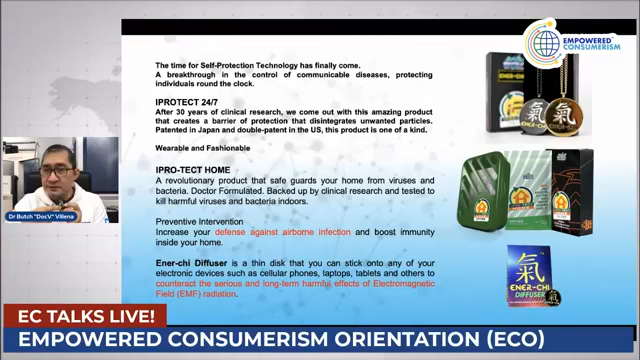 EMPOWERED
CONSUMERISM
The time for Self-Protection Technology has finally come.
A breakthrough in the control of communicable diseases, protecting
individuals round the clock.
IPROTECT 24/7
After 30 years of clinical research, we come out with this amazing product
that creates a barrier of protection that disintegrates unwanted particles.
Patented in Japan and double-patent in the US, this product is one of a kind.
Wearable and Fashionable
IPRO-TECT HOME
A revolutionary product that safe guards your home from viruses and
bacteria. Doctor Formulated. Backed up by clinical research and tested to
kill harmful viruses and bacteria indoors.
Preventive Intervention
Increase your defense against airborne infection and boost immunity
inside your home.
Ener-chi Diffuser is a thin disk that you can stick onto any of your
electronic devices such as cellular phones, laptops, tablets and others to
counteract the serious and long-term harmful effects of Electromagnetic
Field (EMF) radiation.
氣
氣
ENER-CHI
ENER-CHI
氣
ENER-CHI
DIFFUSER
Dr Butch "DocV" Villena
EC TALKS LIVE!
EMPOWERED CONSUMERISM ORIENTATION (ECO)